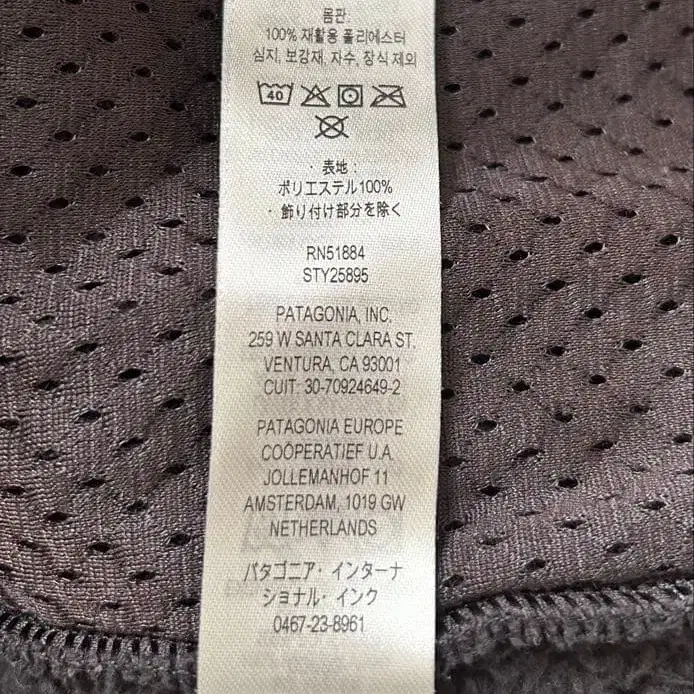 몸판:
100% 재활용 폴리에스터
심지, 보강재, 자수, 장식 제외
40
· 表地 :
ポリエステル100%
· 飾り付け部分を除く
RN51884
STY25895
PATAGONIA, INC.
259 W SANTA CLARA ST.
VENTURA, CA 93001
CUIT: 30-70924649-2
PATAGONIA EUROPE
COÖPERATIEF U.A.
JOLLEMANHOF 11
AMSTERDAM, 1019 GW
NETHERLANDS
パタゴニア· インターナ
ショナル· インク
0467-23-8961